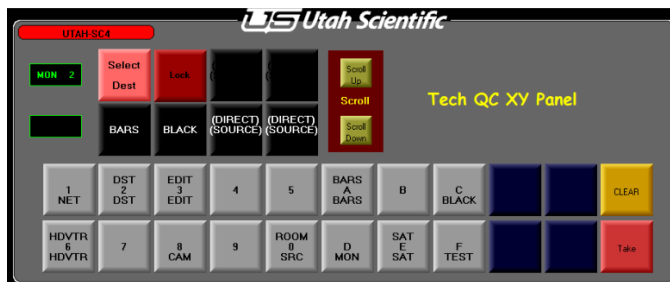 US Utah Scientific
UTAH-SC4
MON 2
Select
Dest
Lock
Scroll
Up
Scroll
Scroll
Down
Tech QC XY Panel
BARS
BLACK
(DIRECT)
(SOURCE)
(DIRECT)
(SOURCE)
1
NET
DST
2
DST
EDIT
3
EDIT
4
5
BARS
A
BARS
B
C
BLACK
CLEAR
HDVTR
6
HDVTR
7
8
CAM
9
ROOM
0
SRC
D
MON
SAT
E
SAT
F
TEST
Take